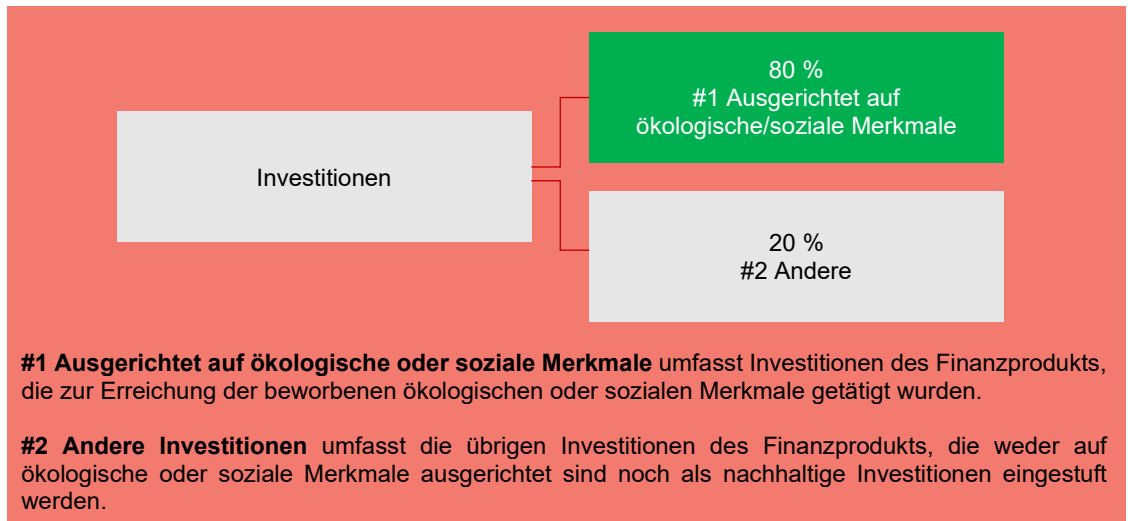 80 %
#1 Ausgerichtet auf
ökologische/soziale Merkmale
Investitionen
20 %
#2 Andere
#1 Ausgerichtet auf ökologische oder soziale Merkmale umfasst Investitionen des Finanzprodukts,
die zur Erreichung der beworbenen ökologischen oder sozialen Merkmale getätigt wurden.
#2 Andere Investitionen umfasst die übrigen Investitionen des Finanzprodukts, die weder auf
ökologische oder soziale Merkmale ausgerichtet sind noch als nachhaltige Investitionen eingestuft
werden.